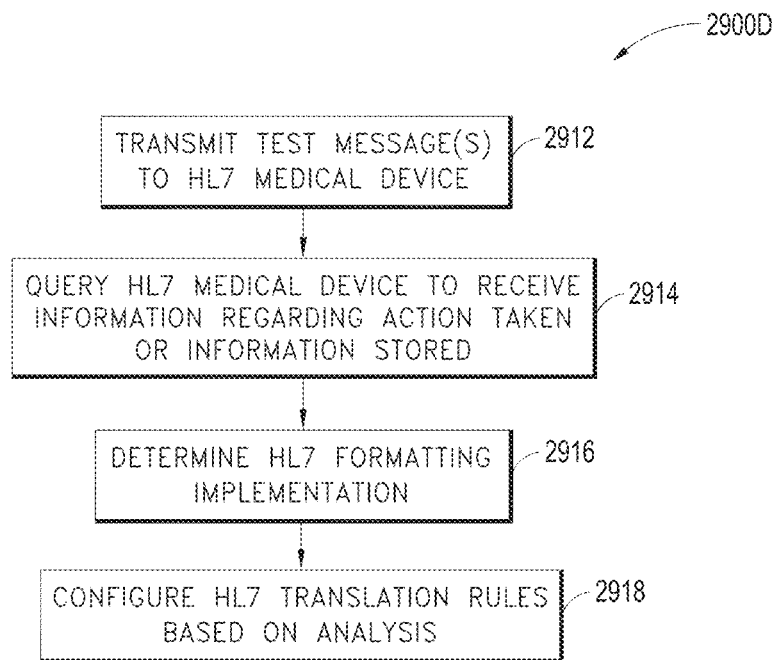 2900D
TRANSMIT TEST MESSAGE(S)
TO HL7 MEDICAL DEVICE
2912
QUERY HL7 MEDICAL DEVICE TO RECEIVE
INFORMATION REGARDING ACTION TAKEN
OR INFORMATION STORED
2914
DETERMINE HL7 FORMATTING
IMPLEMENTATION
2916
CONFIGURE HL7 TRANSLATION RULES
BASED ON ANALYSIS
2918